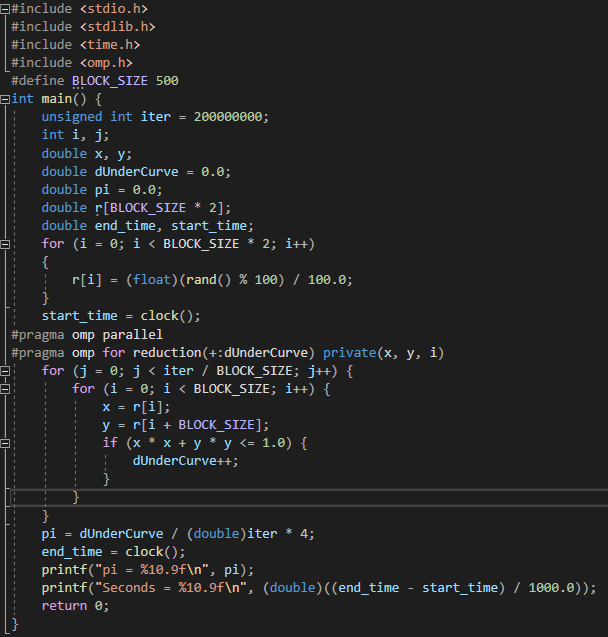 #include <stdio.h>
#include <stdlib.h>
#include <time.h>
#include <omp.h>
#define BLOCK_SIZE 500
int main() {
    unsigned int iter = 200000000;
    int i, j;
    double x, y;
    double dUnderCurve = 0.0;
    double pi = 0.0;
    double r[BLOCK_SIZE * 2];
    double end_time, start_time;
    for (i = 0; i < BLOCK_SIZE * 2; i++)
    {
        r[i] = (float)(rand() % 100) / 100.0;
    }
    start_time = clock();
#pragma omp parallel
#pragma omp for reduction(+:dUnderCurve) private(x, y, i)
    for (j = 0; j < iter / BLOCK_SIZE; j++) {
        for (i = 0; i < BLOCK_SIZE; i++) {
            x = r[i];
            y = r[i + BLOCK_SIZE];
            if (x * x + y * y <= 1.0) {
                dUnderCurve++;
            }
        }
    }
    pi = dUnderCurve / (double)iter * 4;
    end_time = clock();
    printf("pi = %10.9f\n", pi);
    printf("Seconds = %10.9f\n", (double)((end_time - start_time) / 1000.0));
    return 0;
}